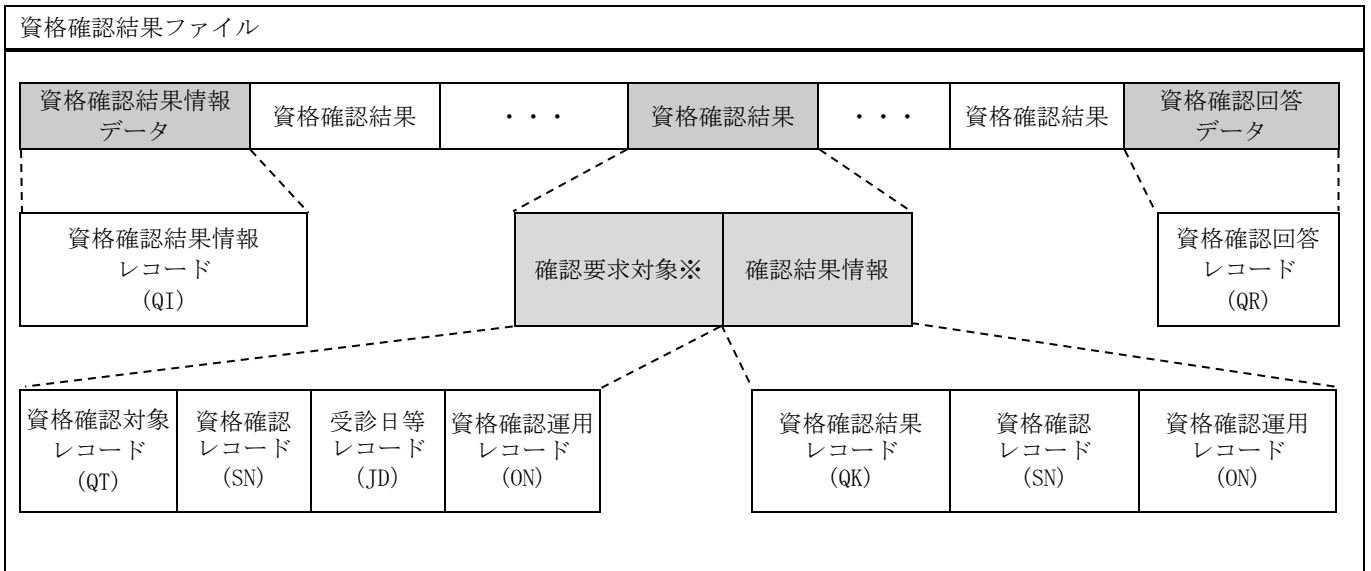 資格確認結果ファイル
資格確認結果情報
データ
資格確認結果
・・・
資格確認結果
・・・
資格確認結果
資格確認回答
データ
資格確認結果情報
レコード
(QI)
確認要求対象※
確認結果情報
資格確認回答
レコード
(QR)
資格確認対象
レコード
(QT)
資格確認
レコード
(SN)
受診日等
レコード
(JD)
資格確認運用
レコード
(ON)
資格確認結果
レコード
(QK)
資格確認
レコード
(SN)
資格確認運用
レコード
(ON)